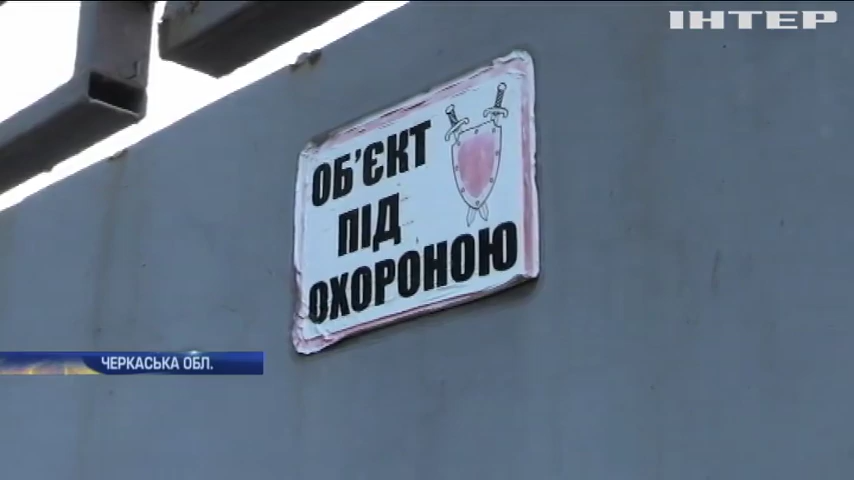 ІНТЕР
ОБ'ЄКТ
ПІД
ОХОРОНОЮ
ЧЕРКАСЬКА ОБЛ.